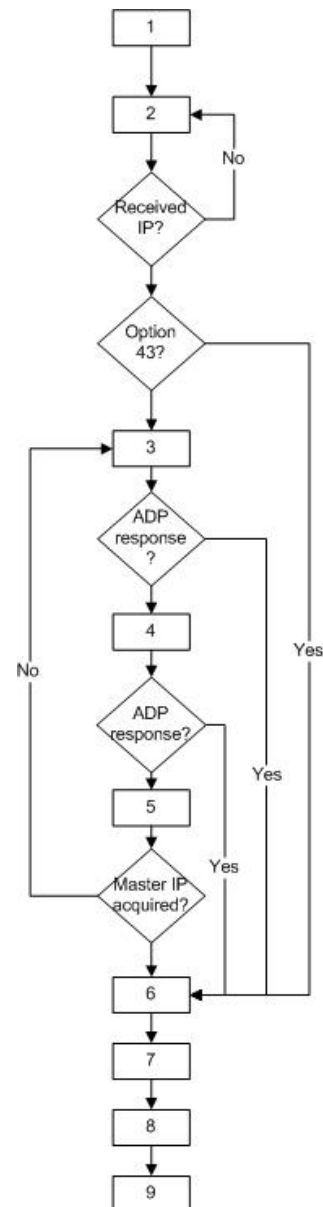 1
2
No
Received
IP?
Option
43?
3
ADP
response
?
4
No
Yes
ADP
response?
Yes
5
Yes
Master IP
acquired?
6
7
8
9